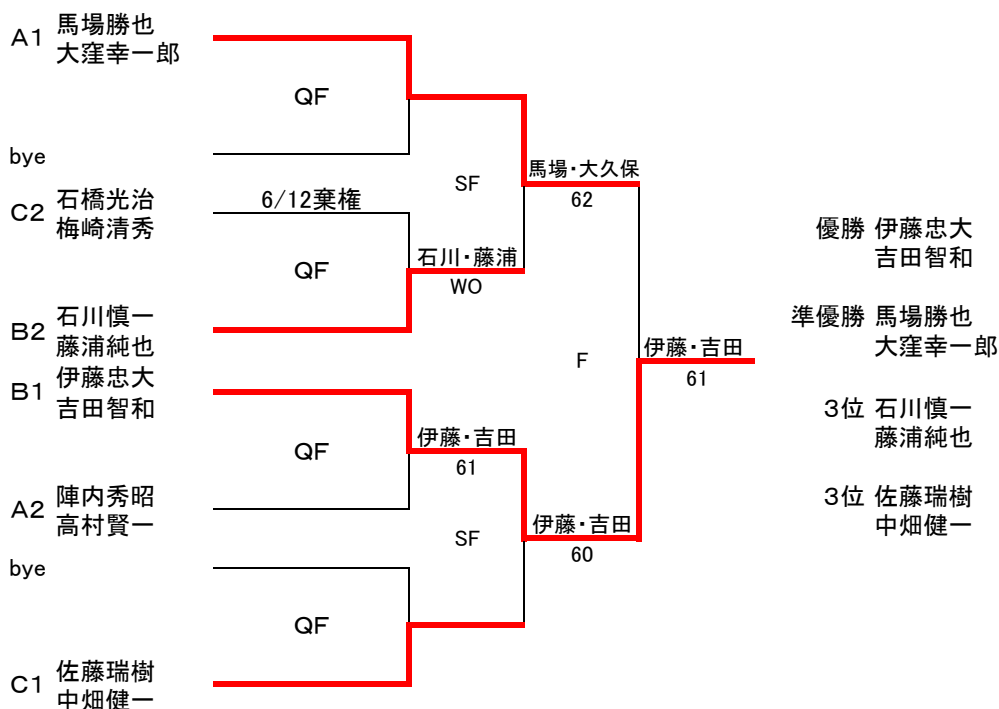 A1 馬場勝也
大窪幸一郎
QF
bye
SF
馬場・大久保
62
C2 石橋光治
梅崎清秀
6/12棄権
QF
石川・藤浦
WO
B2 石川慎一
藤浦純也
F
伊藤・吉田
61
B1 伊藤忠大
吉田智和
QF
伊藤・吉田
61
A2 陣内秀昭
高村賢一
SF
伊藤・吉田
60
bye
QF
C1 佐藤瑞樹
中畑健一
優勝 伊藤忠大
吉田智和
準優勝 馬場勝也
大窪幸一郎
3位 石川慎一
藤浦純也
3位 佐藤瑞樹
中畑健一